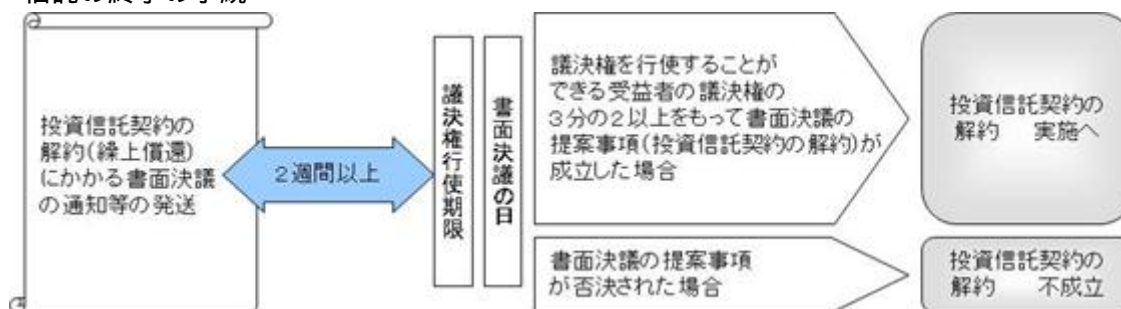 投資信託契約の
解約(繰上償還)
にかかる書面決議
の通知等の発送
2週間以上
議決権行使期限
書面決議の日
議決権を行使することが
できる受益者の議決権の
3分の2以上をもって書面決議の
提案事項(投資信託契約の解約)が
成立した場合
投資信託契約の
解約　実施へ
書面決議の提案事項
が否決された場合
投資信託契約の
解約　不成立